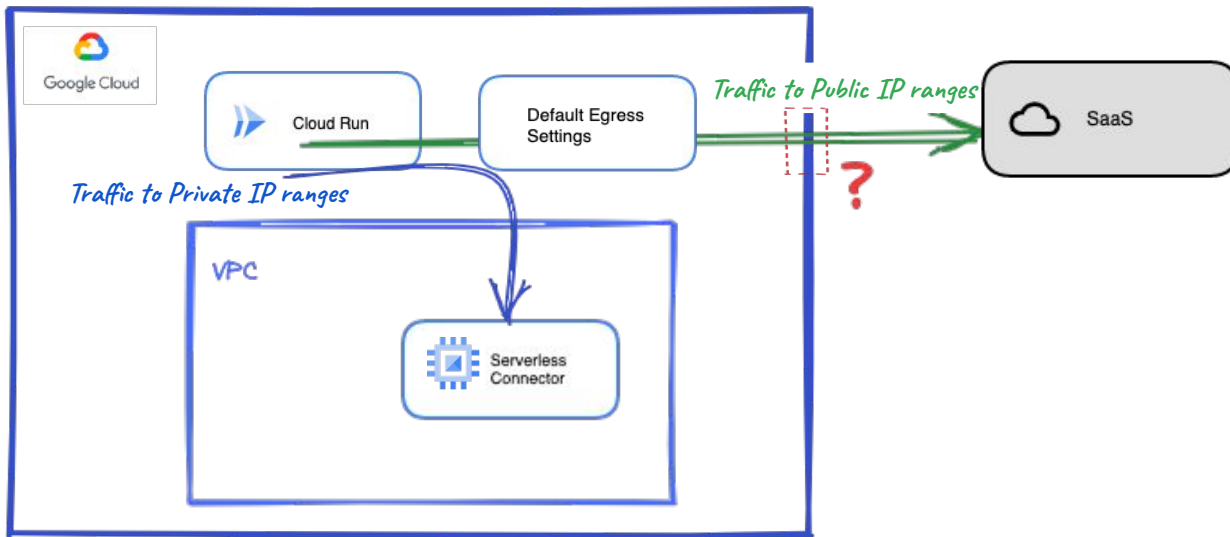 Google Cloud
Cloud Run
Default Egress
Settings
Traffic to Public IP ranges
SaaS
?
Traffic to Private IP ranges
VPC
Serverless
Connector